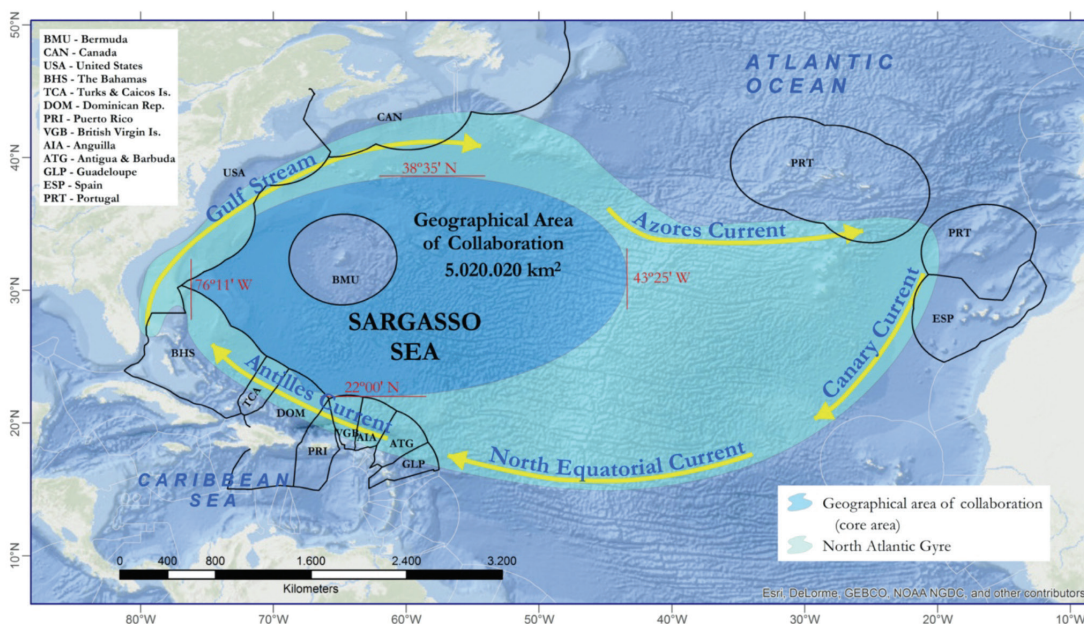 BMU - Bermuda
CAN - Canada
USA - United States
BHS - The Bahamas
TCA - Turks & Caicos Is.
DOM - Dominican Rep.
PRI - Puerto Rico
VGB - British Virgin Is.
AIA - Anguilla
ATG - Antigua & Barbuda
GLP - Guadeloupe
ESP - Spain
PRT - Portugal
ATLANTIC
OCEAN
CAN
USA
Gulf Stream
38°35' N
PRT
Geographical Area
of Collaboration
5.020.020 km²
Azores Current
PRT
BMU
76°11' W
43°25' W
SARGASSO
SEA
ESP
Canary Current
BHS
Antilles Current
22°00' N
TCA
DOM
PRI
VGB
AIA
ATG
GLP
North Equatorial Current
CARIBBEAN
SEA
Geographical area of collaboration
(core area)
North Atlantic Gyre
0 400 800 1.600 2.400 3.200
Kilometers
Esri, DeLorme, GEBCO, NOAA NGDC, and other contributors
50°N
40°N
30°N
20°N
10°N
80°W 70°W 60°W 50°W 40°W 30°W 20°W 10°W